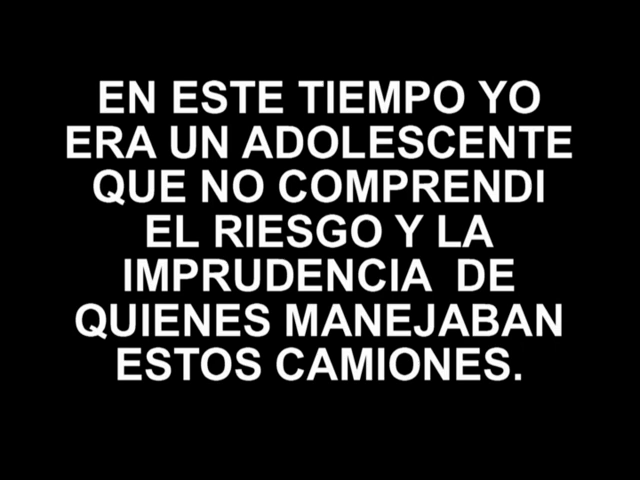 EN ESTE TIEMPO YO
ERA UN ADOLESCENTE
QUE NO COMPRENDI
EL RIESGO Y LA
IMPRUDENCIA  DE
QUIENES MANEJABAN
ESTOS CAMIONES.